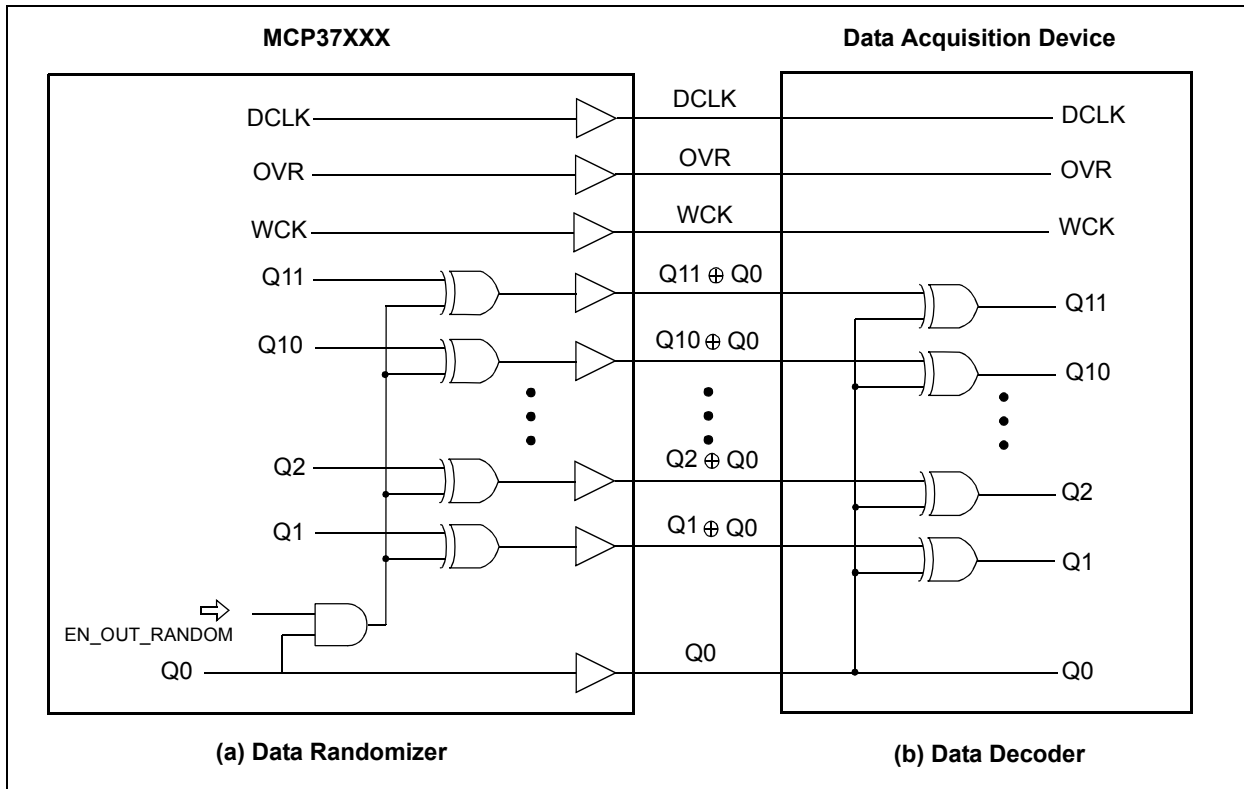 MCP37XXX
Data Acquisition Device
DCLK
DCLK
DCLK
OVR
OVR
OVR
WCK
WCK
WCK
Q11
Q11 ⊕ Q0
Q11
Q10
Q10 ⊕ Q0
Q10
Q2
Q2 ⊕ Q0
Q2
Q1
Q1 ⊕ Q0
Q1
EN_OUT_RANDOM
Q0
Q0
Q0
(a) Data Randomizer
(b) Data Decoder